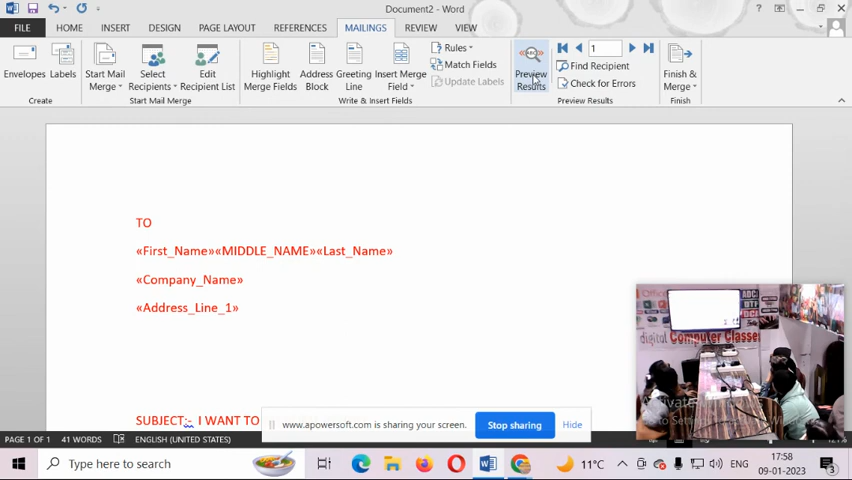 Document2 - Word
FILE HOME INSERT DESIGN PAGE LAYOUT REFERENCES MAILINGS REVIEW VIEW
Envelopes
Labels
Create
Start Mail Merge
Select Recipients
Edit Recipient List
Start Mail Merge
Highlight Merge Fields
Address Block
Greeting Line
Insert Merge Field
Rules
Match Fields
Update Labels
Write & Insert Fields
Preview Results
1
Find Recipient
Check for Errors
Preview Results
Finish & Merge
Finish
TO
«First_Name»«MIDDLE_NAME»«Last_Name»
«Company_Name»
«Address_Line_1»
SUBJECT:- I WANT TO
www.apowersoft.com is sharing your screen.
Stop sharing
Hide
digital Computer Classes
PAGE 1 OF 1 41 WORDS ENGLISH (UNITED STATES)
Type here to search
11°C
ENG
17:58
09-01-2023
3